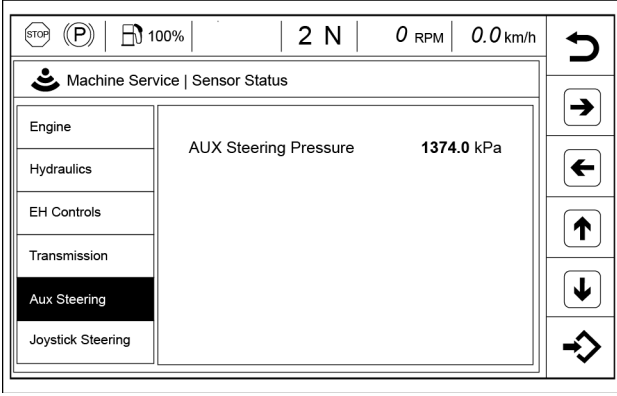 STOP P 100% 2 N 0 RPM 0.0 km/h
Machine Service | Sensor Status
Engine
AUX Steering Pressure 1374.0 kPa
Hydraulics
EH Controls
Transmission
Aux Steering
Joystick Steering